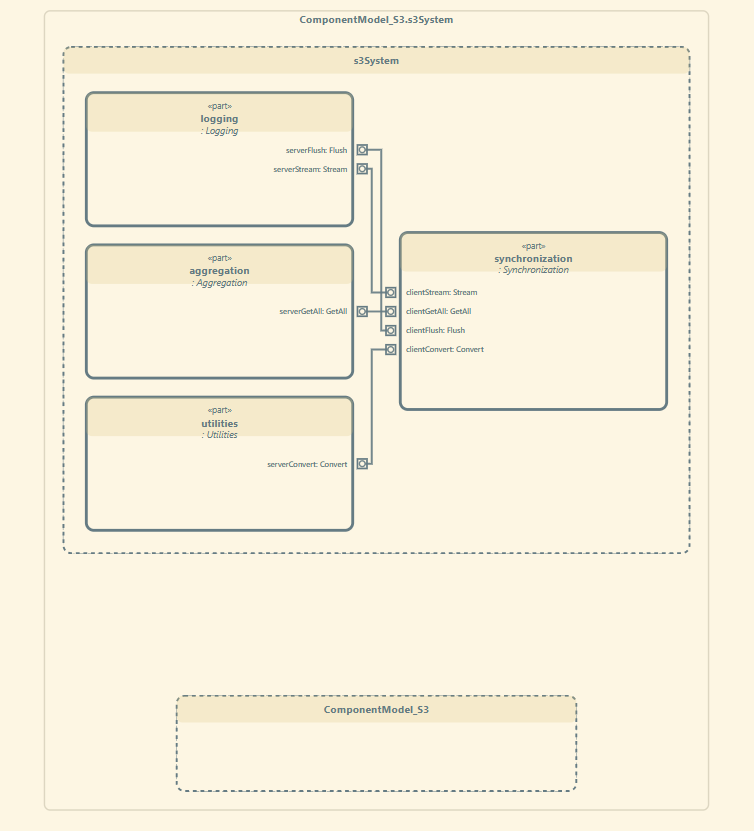 ComponentModel_S3.s3System
s3System
«part»
logging
: Logging
serverFlush: Flush
serverStream: Stream
«part»
aggregation
: Aggregation
serverGetAll: GetAll
«part»
utilities
: Utilities
serverConvert: Convert
«part»
synchronization
: Synchronization
clientStream: Stream
clientGetAll: GetAll
clientFlush: Flush
clientConvert: Convert
ComponentModel_S3